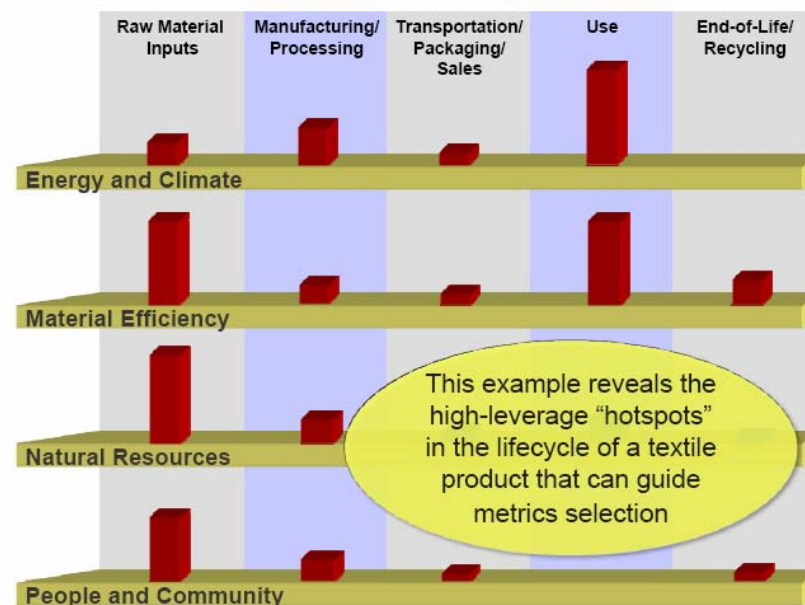 Raw Material
Inputs
Manufacturing/
Processing
Transportation/
Packaging/
Sales
Use
End-of-Life/
Recycling
Energy and Climate
Material Efficiency
This example reveals the
high-leverage “hotspots”
in the lifecycle of a textile
product that can guide
metrics selection
Natural Resources
People and Community